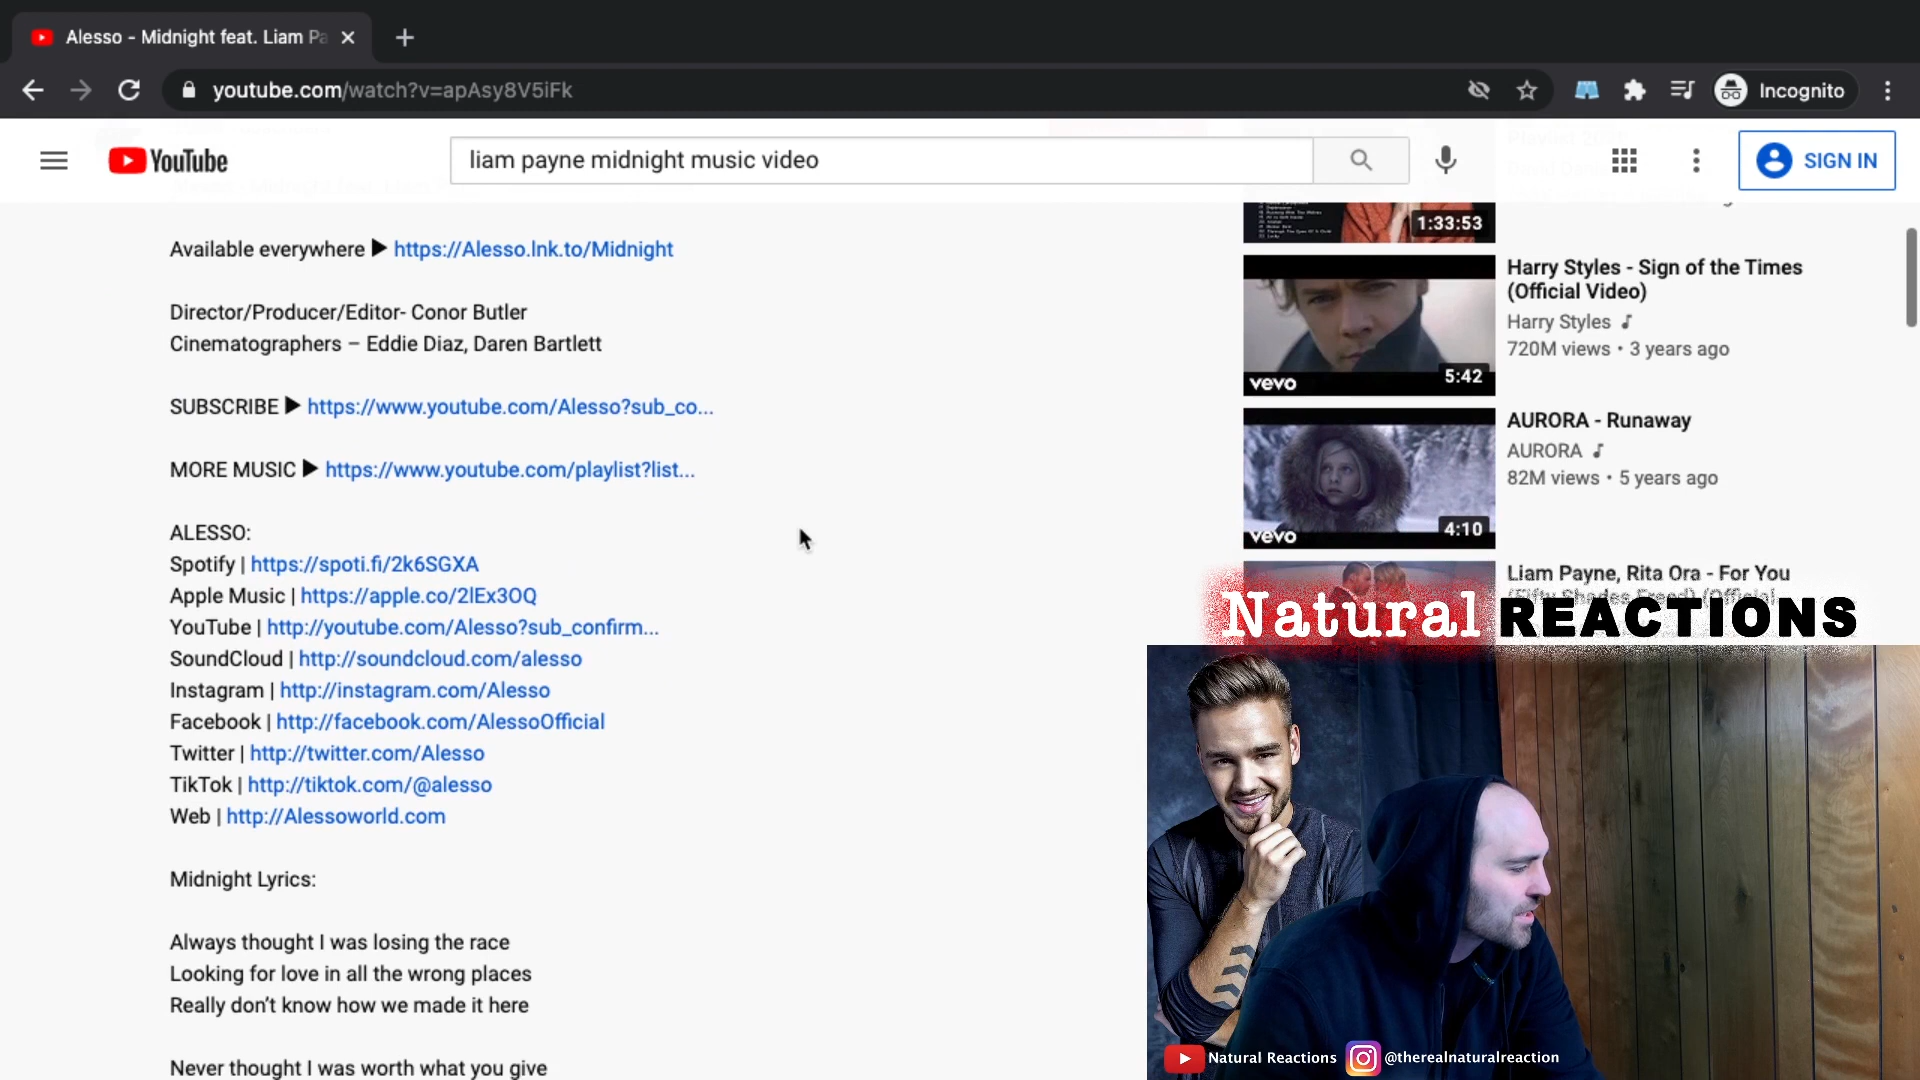 Alesso - Midnight feat. Liam Pa
youtube.com/watch?v=apAsy8V5iFk
Incognito
YouTube
liam payne midnight music video
SIGN IN
Available everywhere ▶ https://Alesso.lnk.to/Midnight
Director/Producer/Editor- Conor Butler
Cinematographers – Eddie Diaz, Daren Bartlett
SUBSCRIBE ▶ https://www.youtube.com/Alesso?sub_co...
MORE MUSIC ▶ https://www.youtube.com/playlist?list...
ALESSO:
Spotify | https://spoti.fi/2k6SGXA
Apple Music | https://apple.co/2lEx3OQ
YouTube | http://youtube.com/Alesso?sub_confirm...
SoundCloud | http://soundcloud.com/alesso
Instagram | http://instagram.com/Alesso
Facebook | http://facebook.com/AlessoOfficial
Twitter | http://twitter.com/Alesso
TikTok | http://tiktok.com/@alesso
Web | http://Alessoworld.com
Midnight Lyrics:
Always thought I was losing the race
Looking for love in all the wrong places
Really don't know how we made it here
Never thought I was worth what you give
1:33:53
Harry Styles - Sign of the Times
(Official Video)
Harry Styles ♪
720M views • 3 years ago
vevo
5:42
AURORA - Runaway
AURORA ♪
82M views • 5 years ago
vevo
4:10
Liam Payne, Rita Ora - For You
(Fifty Shades Freed) (Official
Natural REACTIONS
Natural Reactions
@therealnaturalreaction